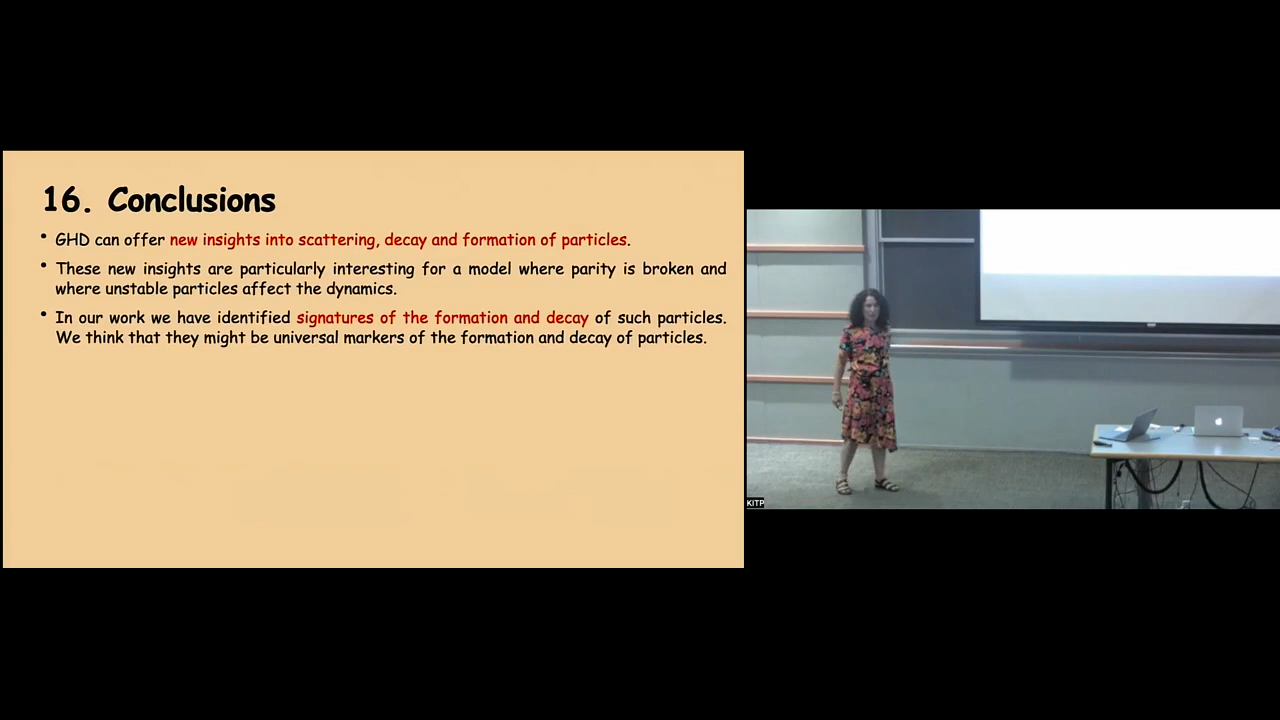 16. Conclusions
• GHD can offer new insights into scattering, decay and formation of particles.
• These new insights are particularly interesting for a model where parity is broken and
where unstable particles affect the dynamics.
• In our work we have identified signatures of the formation and decay of such particles.
We think that they might be universal markers of the formation and decay of particles.
KITP